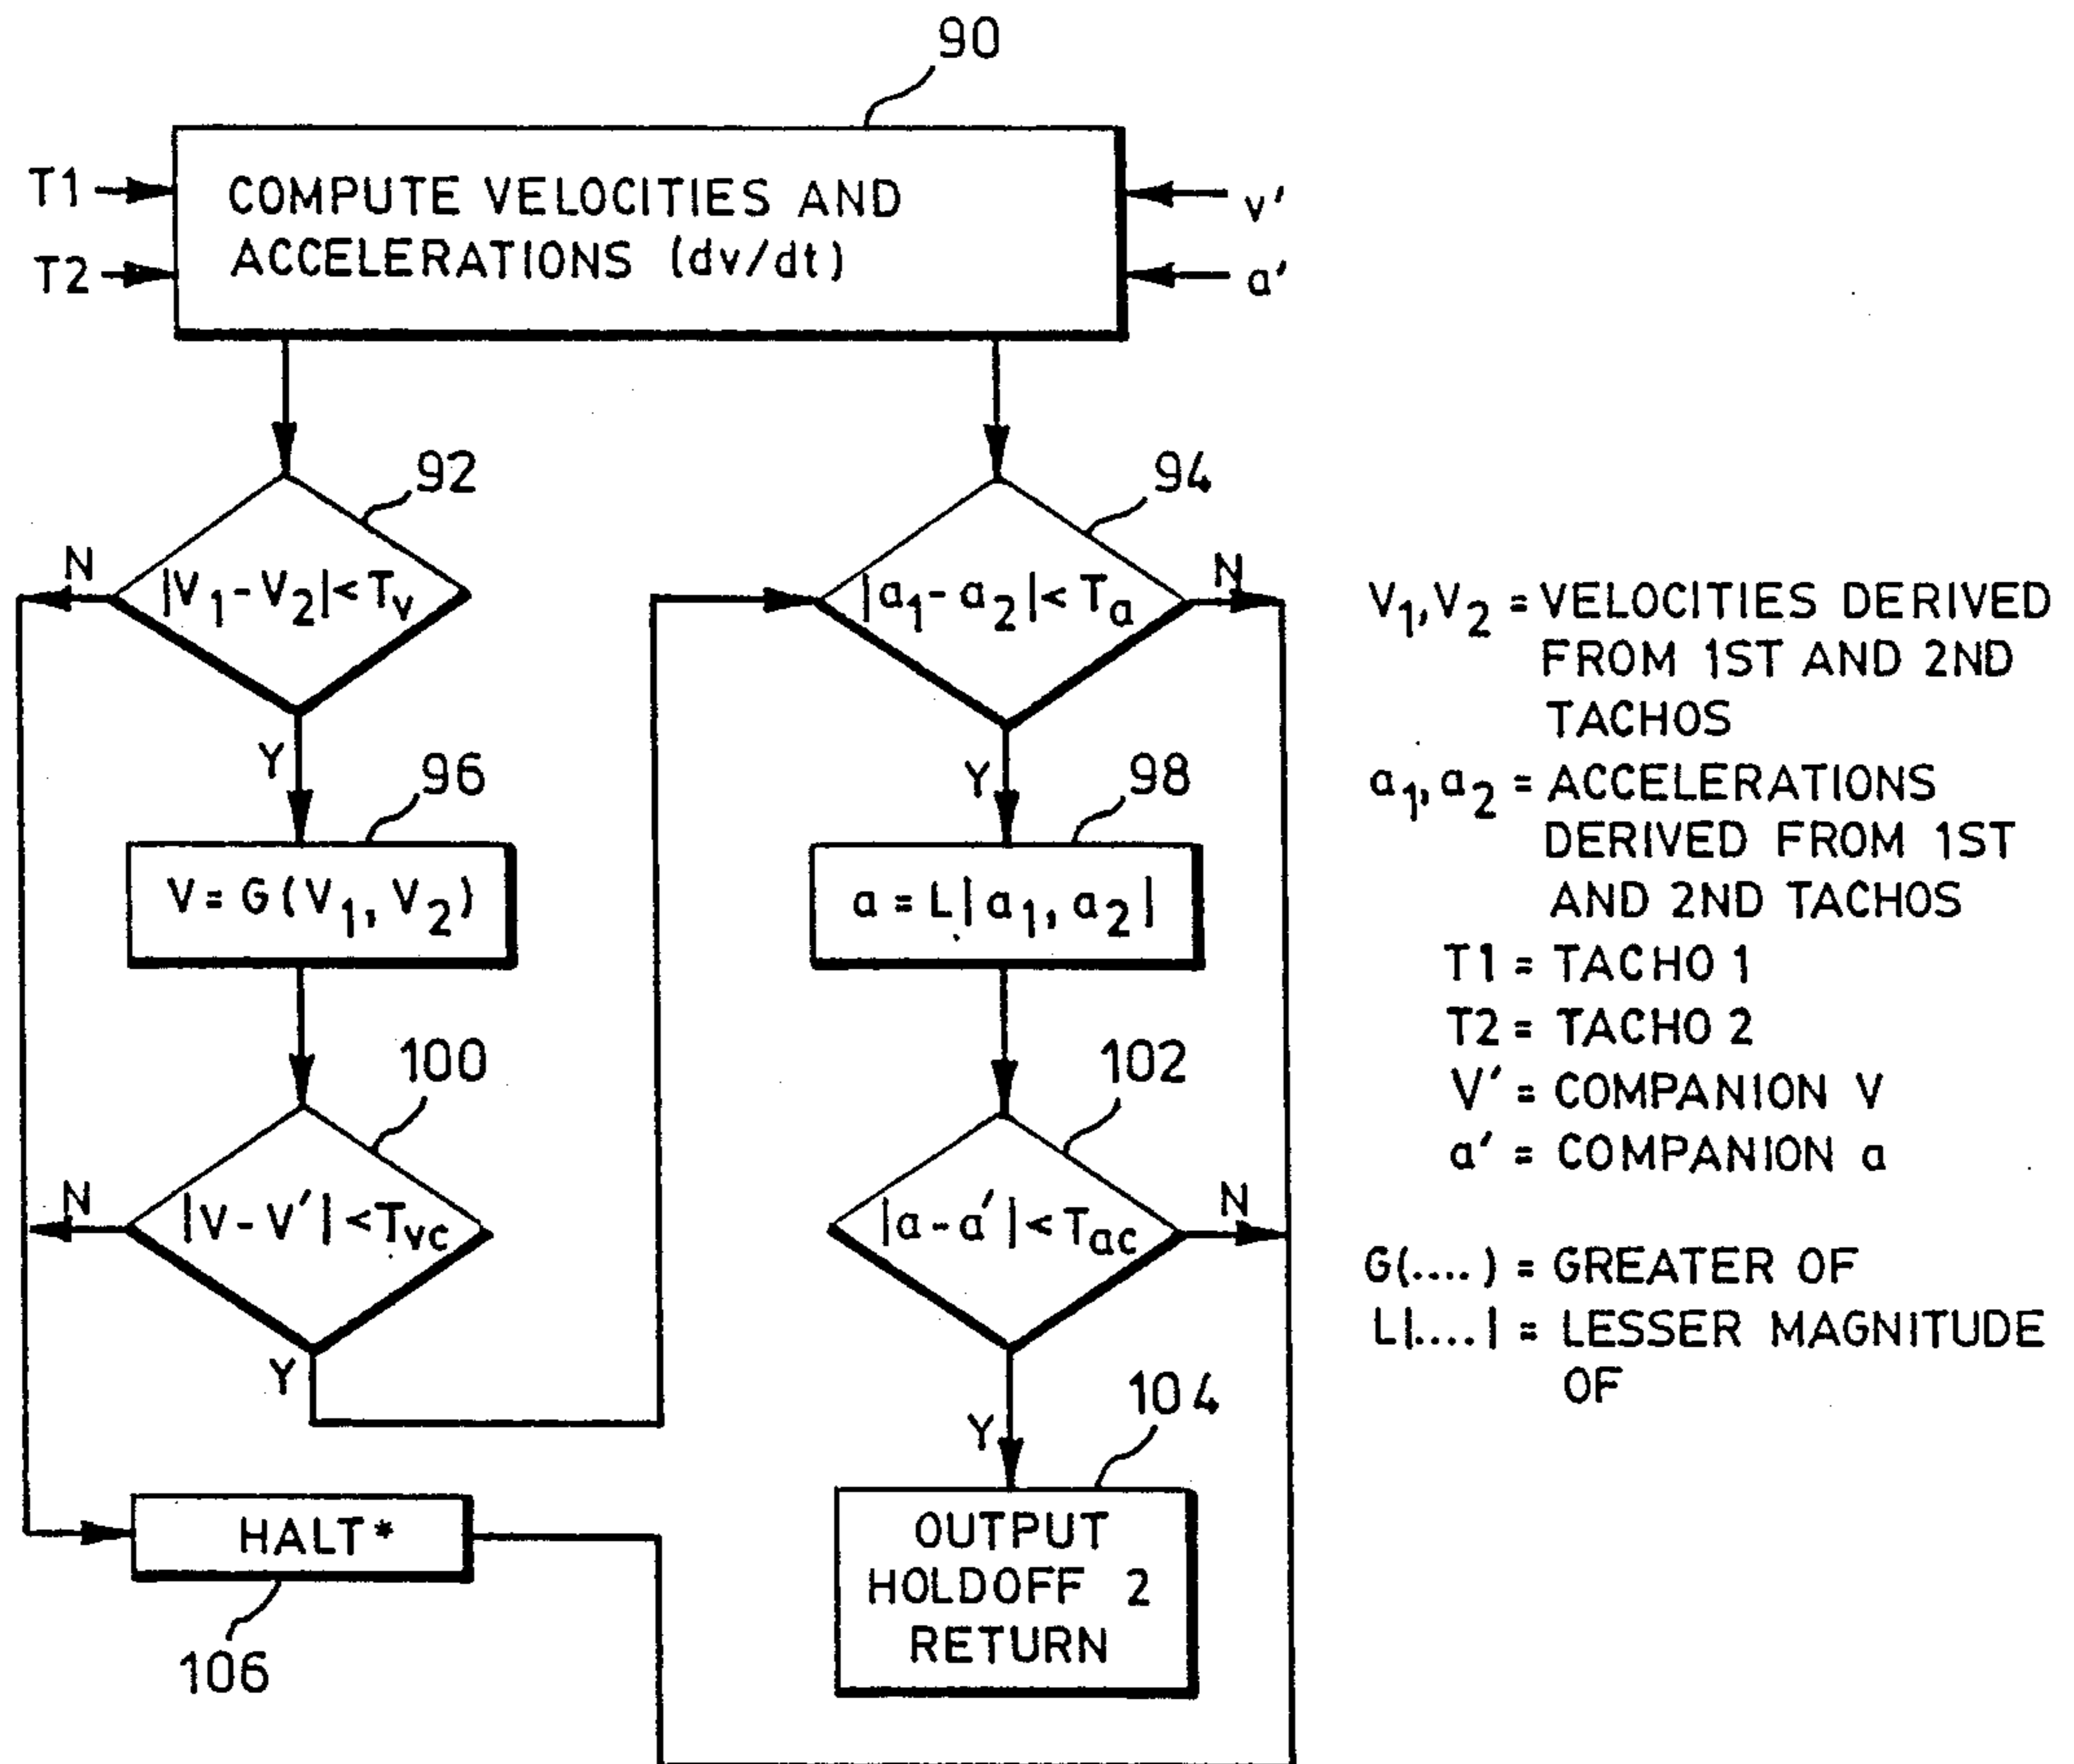 90
T1
COMPUTE VELOCITIES AND
ACCELERATIONS (dv/dt)
T2
v'
a'
92
94
N
|V₁-V₂|<Tᵥ
Y
|a₁-a₂|<Tₐ
N
Y
96
V=G(V₁, V₂)
98
a=L|a₁, a₂|
100
|V-V'|<Tvc
N
Y
102
|a-a'|<Tac
N
Y
104
OUTPUT
HOLDOFF 2
RETURN
HALT*
106
V₁,V₂ = VELOCITIES DERIVED
FROM 1ST AND 2ND
TACHOS
a₁,a₂ = ACCELERATIONS
DERIVED FROM 1ST
AND 2ND TACHOS
T1 = TACHO 1
T2 = TACHO 2
V' = COMPANION V
a' = COMPANION a
G(....) = GREATER OF
L|....| = LESSER MAGNITUDE
OF